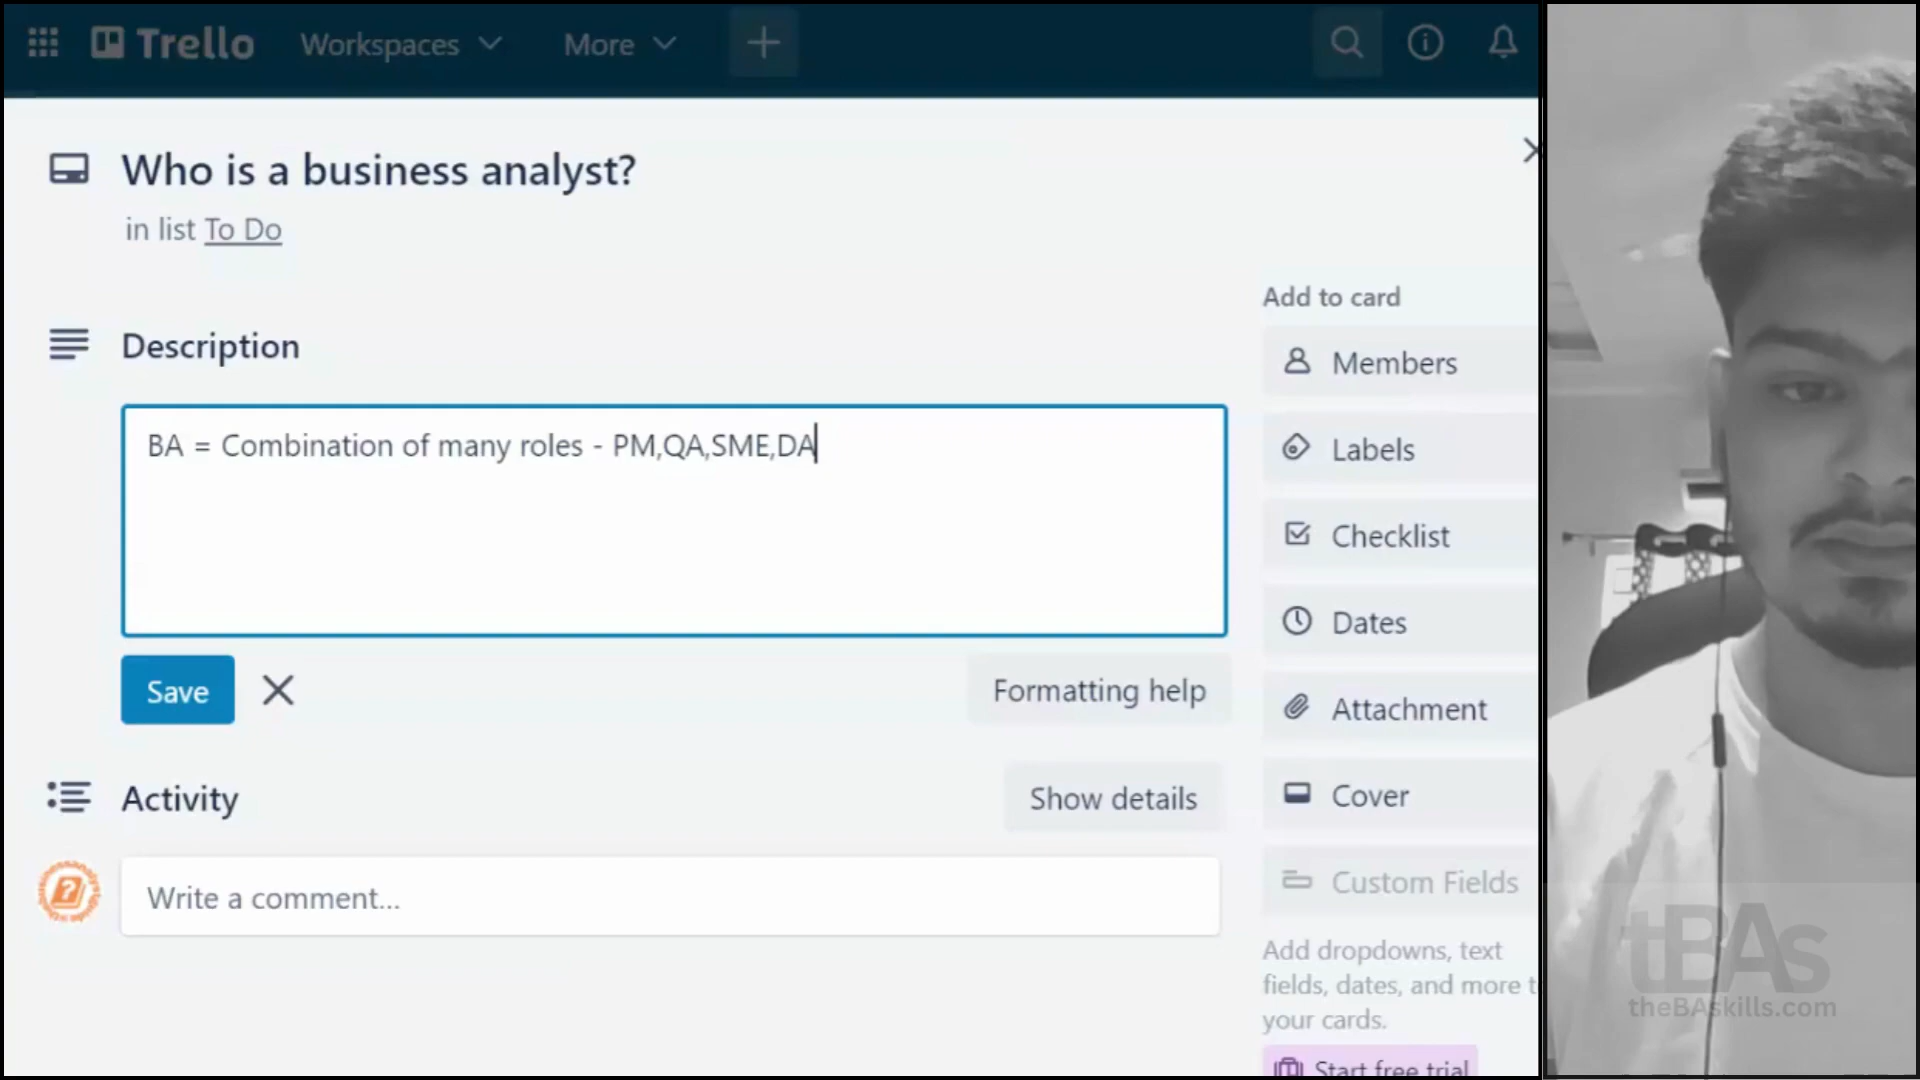 Trello
Workspaces
More
Who is a business analyst?
in list To Do
Description
BA = Combination of many roles - PM,QA,SME,DA
Save
Formatting help
Activity
Show details
Write a comment...
Add to card
Members
Labels
Checklist
Dates
Attachment
Cover
Custom Fields
Add dropdowns, text
fields, dates, and more t
your cards.
Start free trial
tBAs
theBAskills.com